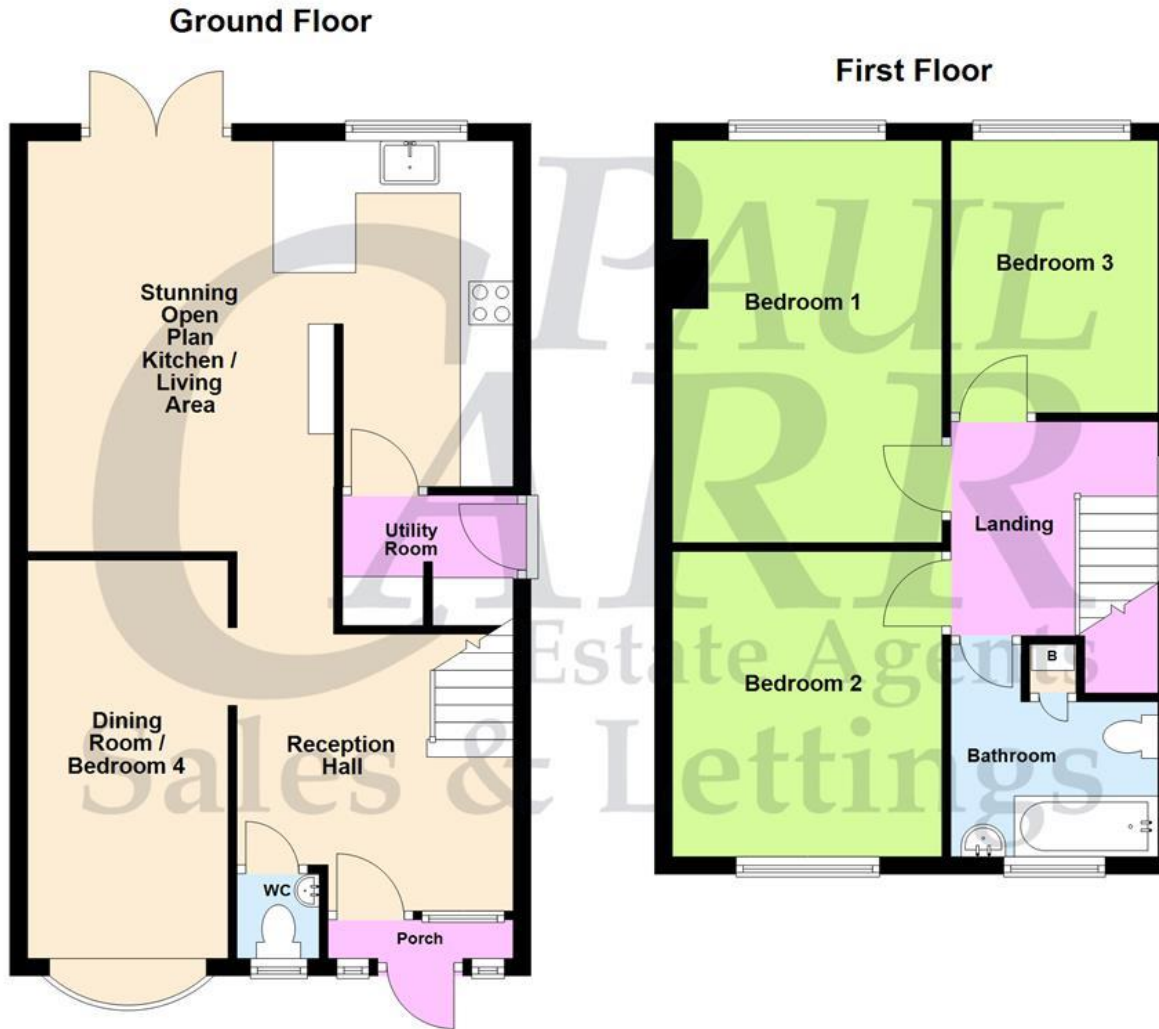 Ground Floor
First Floor
Stunning
Open
Plan
Kitchen /
Living
Area
Utility
Room
Dining
Room /
Bedroom 4
Reception
Hall
WC
Porch
Bedroom 1
Bedroom 3
Landing
Bedroom 2
B
Bathroom
PAUL
CARR
Estate Agents
Sales & Lettings